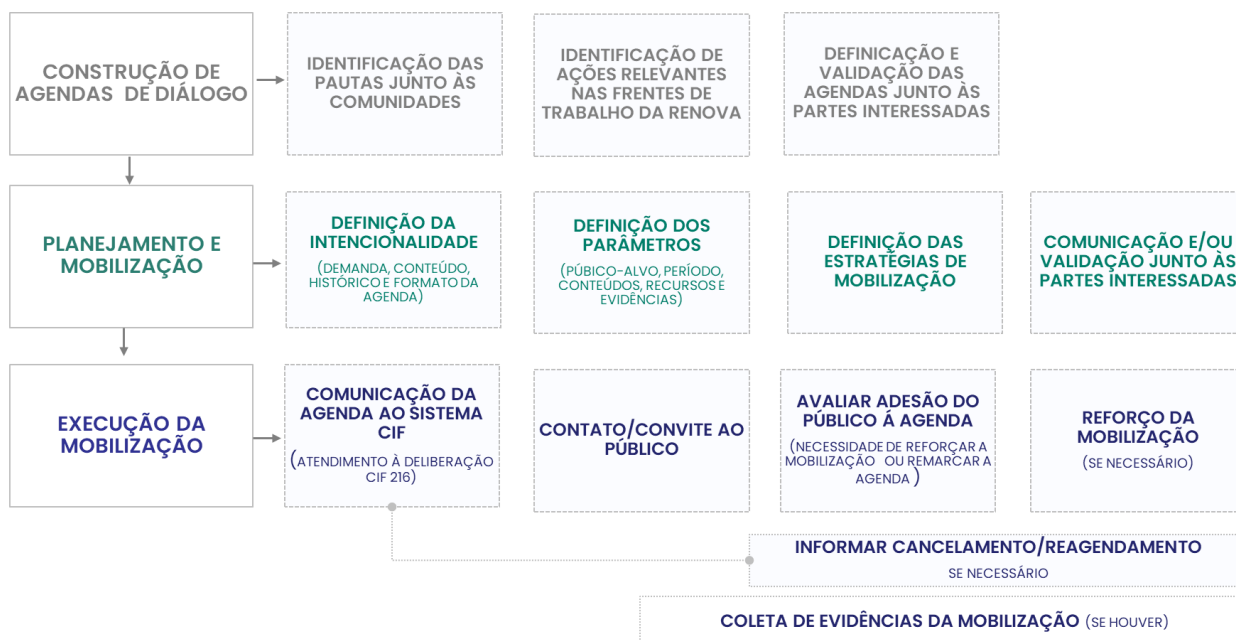 CONSTRUÇÃO DE
AGENDAS DE DIÁLOGO
IDENTIFICAÇÃO DAS
PAUTAS JUNTO ÀS
COMUNIDADES
IDENTIFICAÇÃO DE
AÇÕES RELEVANTES
NAS FRENTES DE
TRABALHO DA RENOVA
DEFINICAÇÃO E
VALIDAÇÃO DAS
AGENDAS JUNTO ÀS
PARTES INTERESSADAS
PLANEJAMENTO E
MOBILIZAÇÃO
DEFINIÇÃO DA
INTENCIONALIDADE
(DEMANDA, CONTEÚDO,
HISTÓRICO E FORMATO DA
AGENDA)
DEFINIÇÃO DOS
PARÂMETROS
(PÚBICO-ALVO, PERÍODO,
CONTEÚDOS, RECURSOS E
EVIDÊNCIAS)
DEFINIÇÃO DAS
ESTRATÉGIAS DE
MOBILIZAÇÃO
COMUNICAÇÃO E/OU
VALIDAÇÃO JUNTO ÀS
PARTES INTERESSADAS
EXECUÇÃO DA
MOBILIZAÇÃO
COMUNICAÇÃO DA
AGENDA AO SISTEMA
CIF
(ATENDIMENTO À DELIBERAÇÃO
CIF 216)
CONTATO/CONVITE AO
PÚBLICO
AVALIAR ADESÃO DO
PÚBLICO Á AGENDA
(NECESSIDADE DE REFORÇAR A
MOBILIZAÇÃO OU REMARCAR A
AGENDA)
REFORÇO DA
MOBILIZAÇÃO
(SE NECESSÁRIO)
INFORMAR CANCELAMENTO/REAGENDAMENTO
SE NECESSÁRIO
COLETA DE EVIDÊNCIAS DA MOBILIZAÇÃO (SE HOUVER)